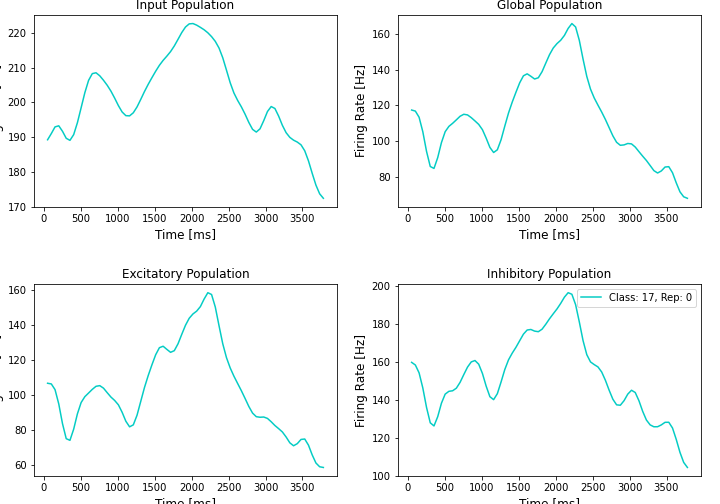 Input Population
Global Population
220
210
200
190
180
170
0 500 1000 1500 2000 2500 3000 3500
Time [ms]
Firing Rate [Hz]
160
140
120
100
80
0 500 1000 1500 2000 2500 3000 3500
Time [ms]
Excitatory Population
Inhibitory Population
160
140
120
100
80
60
0 500 1000 1500 2000 2500 3000 3500
Time [ms]
Firing Rate [Hz]
200
180
160
140
120
100
Class: 17, Rep: 0
0 500 1000 1500 2000 2500 3000 3500
Time [ms]